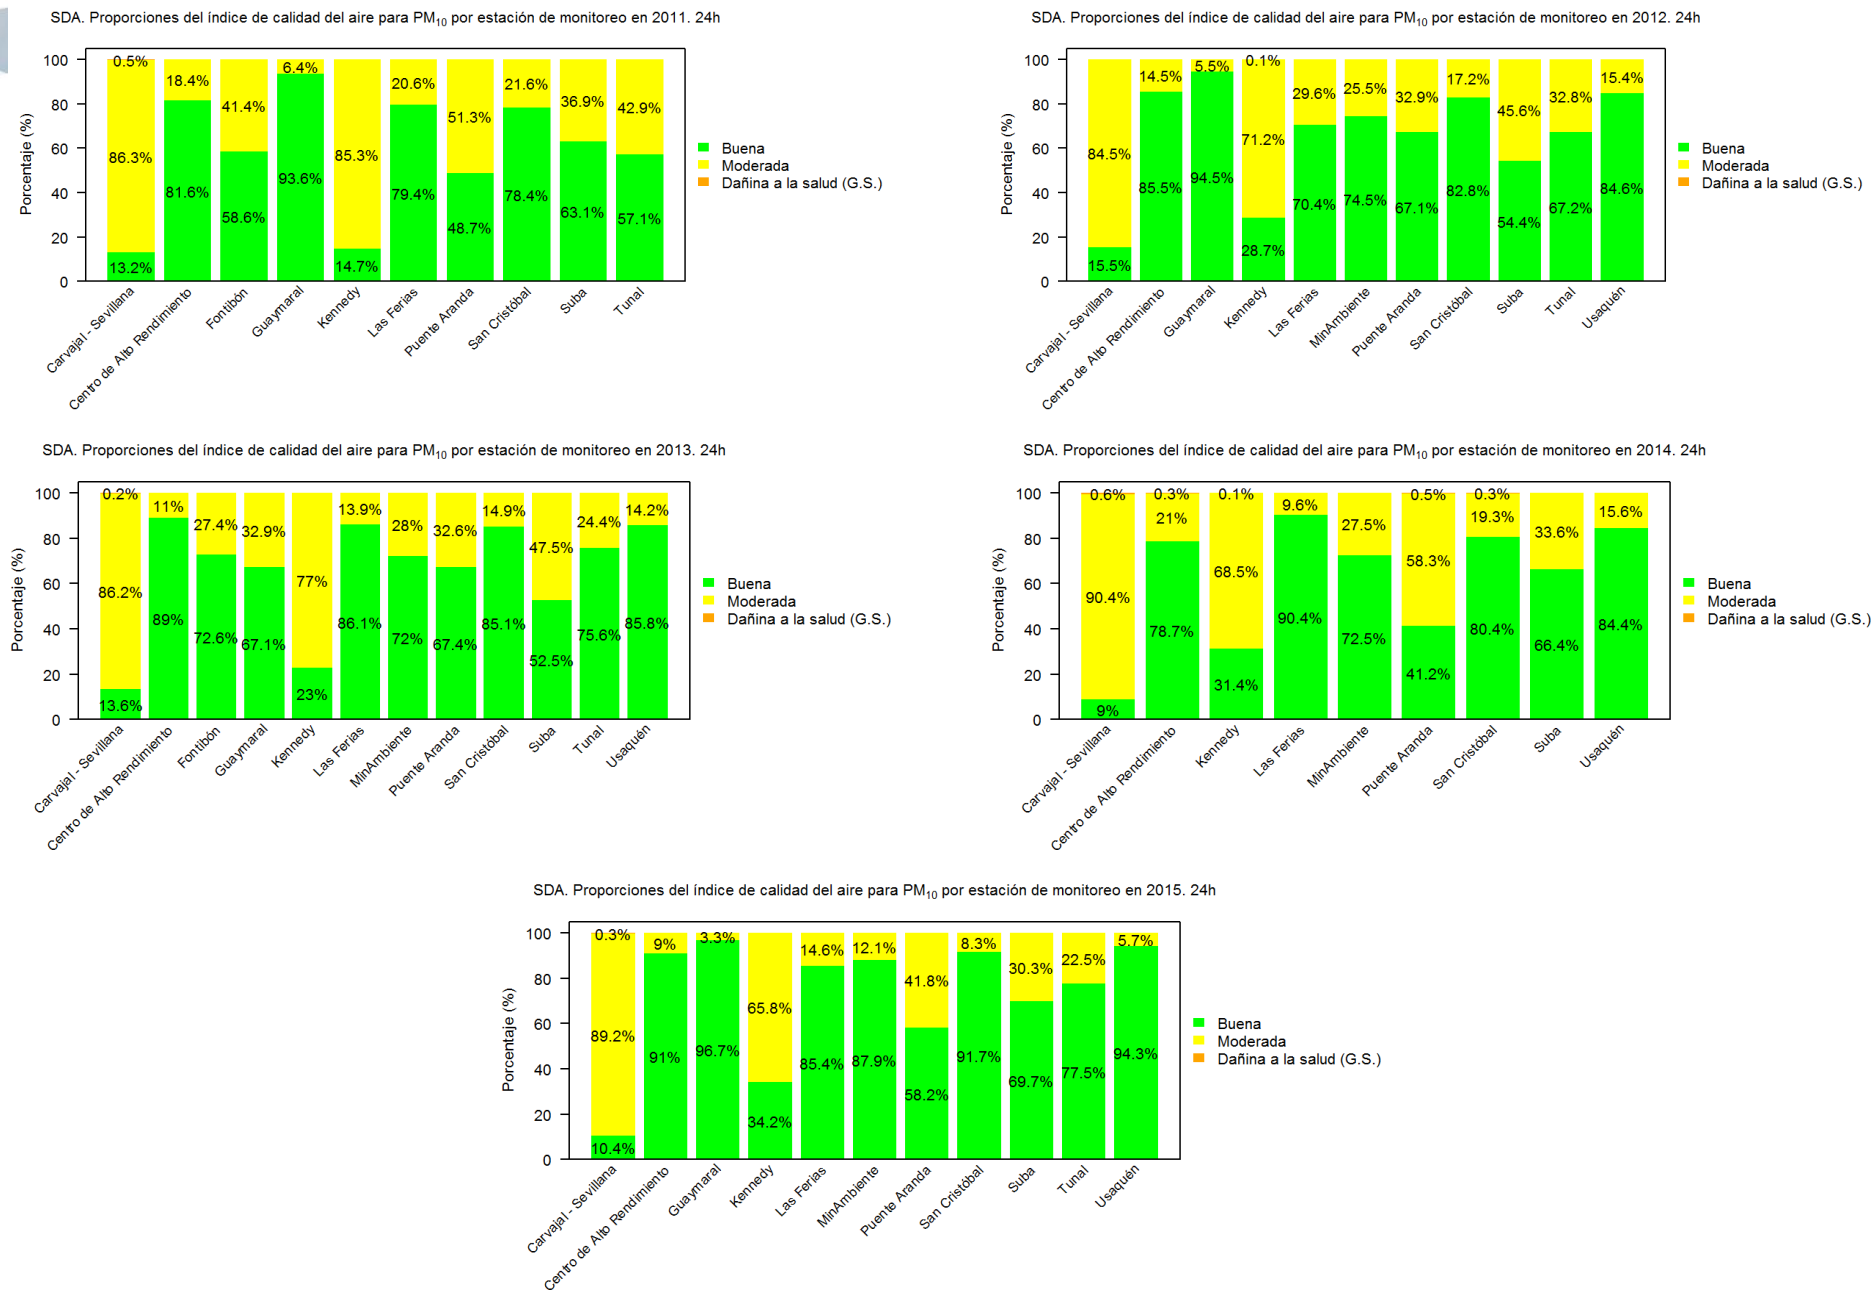 SDA. Proporciones del índice de calidad del aire para PM10 por estación de monitoreo en 2011. 24h
Porcentaje (%)
100
80
60
40
20
0
0.5% 18.4% 41.4% 6.4% 85.3% 20.6% 51.3% 21.6% 36.9% 42.9%
86.3%
13.2% 81.6% 58.6% 93.6% 14.7% 79.4% 48.7% 78.4% 63.1% 57.1%
Carvajal - Sevillana
Centro de Alto Rendimiento
Fontibón
Guaymaral
Kennedy
Las Ferias
Puente Aranda
San Cristóbal
Suba
Tunal
Buena
Moderada
Dañina a la salud (G.S.)
SDA. Proporciones del índice de calidad del aire para PM10 por estación de monitoreo en 2012. 24h
Porcentaje (%)
100
80
60
40
20
0
14.5% 5.5% 0.1% 29.6% 25.5% 32.9% 17.2% 45.6% 32.8% 15.4%
84.5% 71.2%
15.5% 85.5% 94.5% 28.7% 70.4% 74.5% 67.1% 82.8% 54.4% 67.2% 84.6%
Carvajal - Sevillana
Centro de Alto Rendimiento
Guaymaral
Kennedy
Las Ferias
MinAmbiente
Puente Aranda
San Cristóbal
Suba
Tunal
Usaquén
Buena
Moderada
Dañina a la salud (G.S.)
SDA. Proporciones del índice de calidad del aire para PM10 por estación de monitoreo en 2013. 24h
Porcentaje (%)
100
80
60
40
20
0
0.2% 11% 27.4% 32.9% 77% 13.9% 28% 32.6% 14.9% 47.5% 24.4% 14.2%
86.2%
13.6% 89% 72.6% 67.1% 23% 86.1% 72% 67.4% 85.1% 52.5% 75.6% 85.8%
Carvajal - Sevillana
Centro de Alto Rendimiento
Fontibón
Guaymaral
Kennedy
Las Ferias
MinAmbiente
Puente Aranda
San Cristóbal
Suba
Tunal
Usaquén
Buena
Moderada
Dañina a la salud (G.S.)
SDA. Proporciones del índice de calidad del aire para PM10 por estación de monitoreo en 2014. 24h
Porcentaje (%)
100
80
60
40
20
0
0.6% 0.3% 0.1% 9.6% 27.5% 0.5% 0.3% 33.6% 15.6%
90.4% 21% 68.5% 58.3% 19.3%
9% 78.7% 31.4% 90.4% 72.5% 41.2% 80.4% 66.4% 84.4%
Carvajal - Sevillana
Centro de Alto Rendimiento
Kennedy
Las Ferias
MinAmbiente
Puente Aranda
San Cristóbal
Suba
Usaquén
Buena
Moderada
Dañina a la salud (G.S.)
SDA. Proporciones del índice de calidad del aire para PM10 por estación de monitoreo en 2015. 24h
Porcentaje (%)
100
80
60
40
20
0
0.3% 9% 3.3% 65.8% 14.6% 12.1% 41.8% 8.3% 30.3% 22.5% 5.7%
89.2%
10.4% 91% 96.7% 34.2% 85.4% 87.9% 58.2% 91.7% 69.7% 77.5% 94.3%
Carvajal - Sevillana
Centro de Alto Rendimiento
Guaymaral
Kennedy
Las Ferias
MinAmbiente
Puente Aranda
San Cristóbal
Suba
Tunal
Usaquén
Buena
Moderada
Dañina a la salud (G.S.)